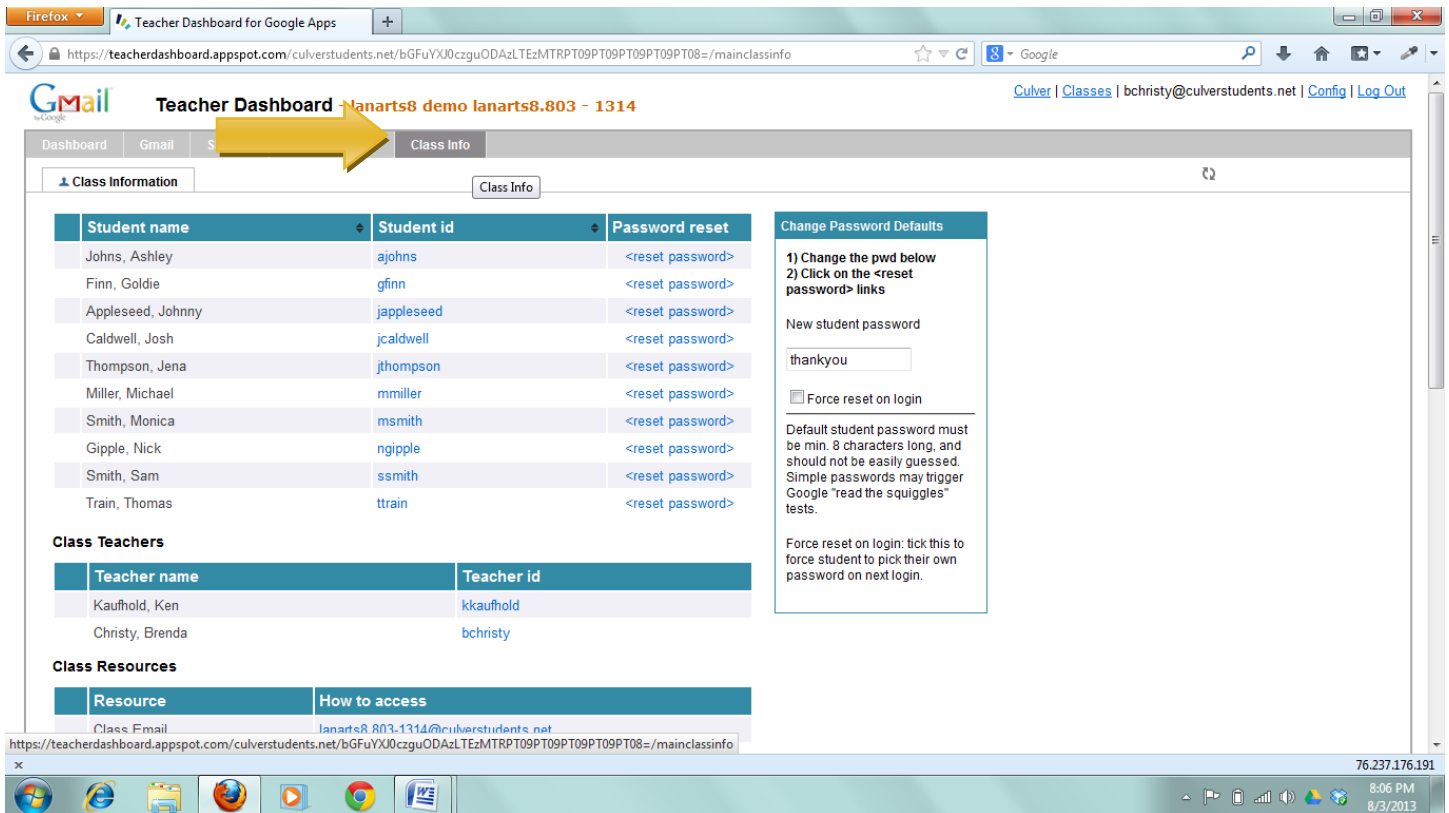 Firefox
Teacher Dashboard for Google Apps
https://teacherdashboard.appspot.com/culverstudents.net/bGFuYXJ0czguODAzLTEzMTRPT09PT09PT09PT09PT08=/mainclassinfo
Google
GMail
by Google
Teacher Dashboard - lanarts8 demo lanarts8.803 - 1314
Culver | Classes | bchristy@culverstudents.net | Config | Log Out
Dashboard Gmail S Class Info
Class Information
Class Info
Student name Student id Password reset
Johns, Ashley ajohns <reset password>
Finn, Goldie gfinn <reset password>
Appleseed, Johnny jappleseed <reset password>
Caldwell, Josh jcaldwell <reset password>
Thompson, Jena jthompson <reset password>
Miller, Michael mmiller <reset password>
Smith, Monica msmith <reset password>
Gipple, Nick ngipple <reset password>
Smith, Sam ssmith <reset password>
Train, Thomas ttrain <reset password>
Change Password Defaults
1) Change the pwd below
2) Click on the <reset
password> links
New student password
thankyou
Force reset on login
Default student password must
be min. 8 characters long, and
should not be easily guessed.
Simple passwords may trigger
Google "read the squiggles"
tests.
Force reset on login: tick this to
force student to pick their own
password on next login.
Class Teachers
Teacher name Teacher id
Kaufhold, Ken kkaufhold
Christy, Brenda bchristy
Class Resources
Resource How to access
Class Email lanarts8.803-1314@culverstudents.net
https://teacherdashboard.appspot.com/culverstudents.net/bGFuYXJ0czguODAzLTEzMTRPT09PT09PT09PT09PT08=/mainclassinfo
76.237.176.191
8:06 PM
8/3/2013